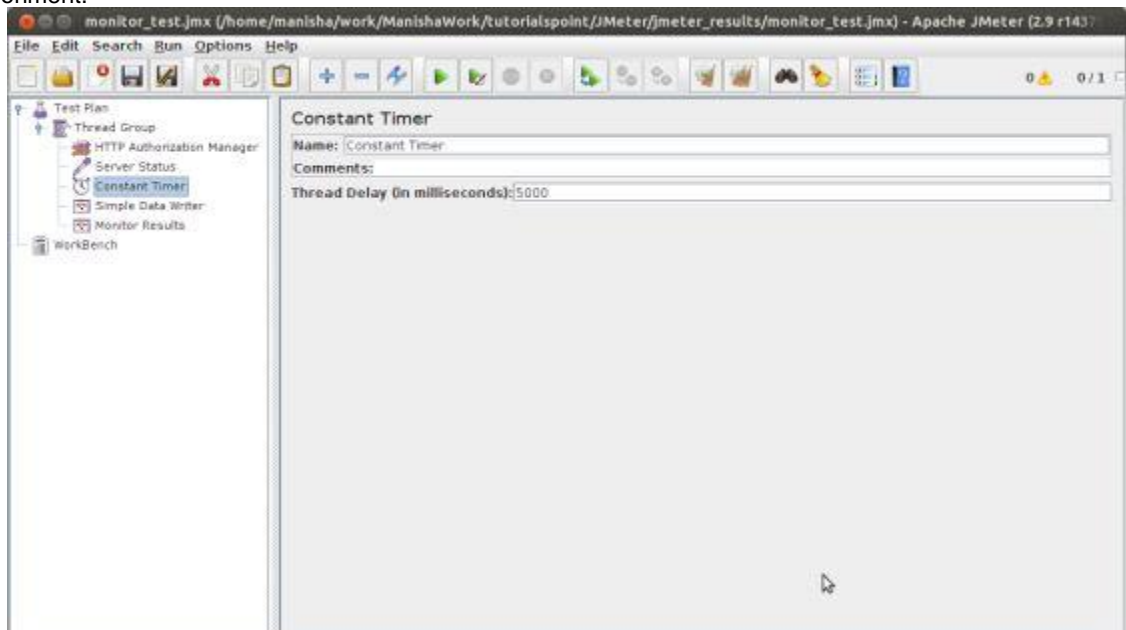 onment.
monitor_test.jmx (/home/manisha/work/ManishaWork/tutorialspoint/JMeter/jmeter_results/monitor_test.jmx) - Apache JMeter (2.9 r1437
File Edit Search Run Options Help
0 0/1
Test Plan
Thread Group
HTTP Authorization Manager
Server Status
Constant Timer
Simple Data Writer
Monitor Results
WorkBench
Constant Timer
Name: Constant Timer
Comments:
Thread Delay (in milliseconds): 5000